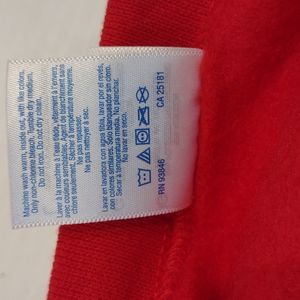 Machine wash warm, inside out, with like colors.
Only non-chlorine bleach. Tumble dry medium.
Do not iron. Do not dry clean.
Laver à la machine à l'eau tiède, vêtement à l'envers,
avec couleurs semblables. Agent de blanchiment sans
chlore seulement. Sécher à température moyenne.
Ne pas repasser.
Ne pas nettoyer à sec.
Lavar en lavadora con agua tibia, lavar por el revés,
con colores similares. Sólo blanqueador sin cloro.
Secar a temperatura media. No planchar.
No lavar en seco.
RN 93846
CA 25181